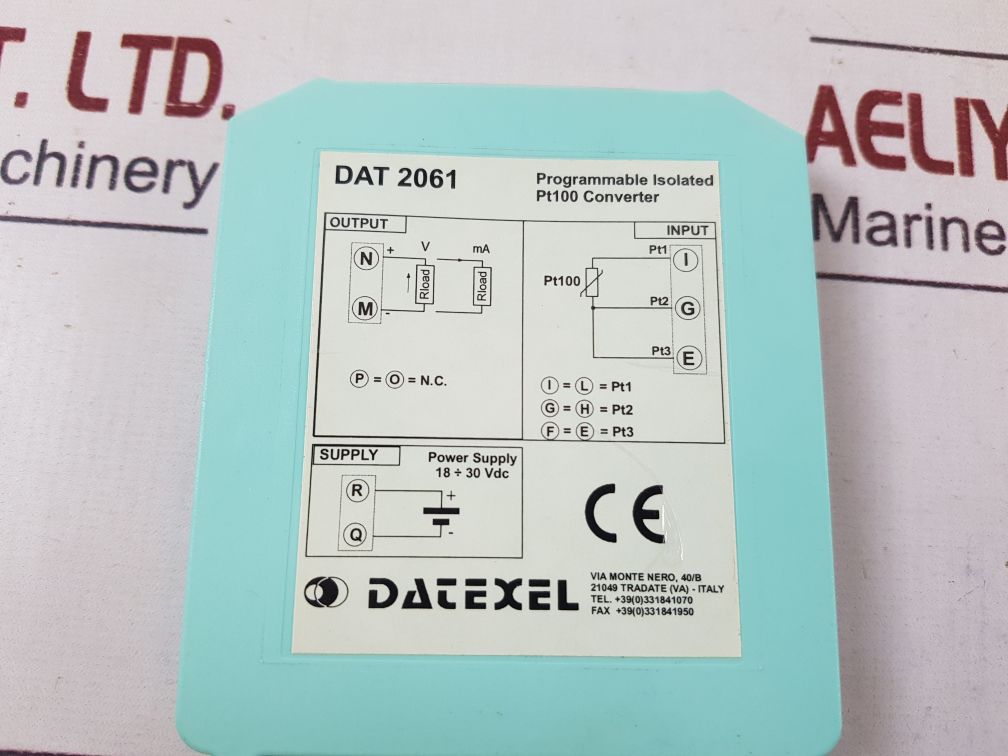 T. LTD.
chinery
AELIY
Marine
DAT 2061
Programmable Isolated
Pt100 Converter
OUTPUT
N + V mA
Rload Rload
M -
P = O = N.C.
INPUT
Pt1 I
Pt100
Pt2 G
Pt3 E
I = L = Pt1
G = H = Pt2
F = E = Pt3
SUPPLY
Power Supply
18 ÷ 30 Vdc
R +
Q -
CE
DATEXEL
VIA MONTE NERO, 40/B
21049 TRADATE (VA) - ITALY
TEL. +39(0)331841070
FAX +39(0)331841950